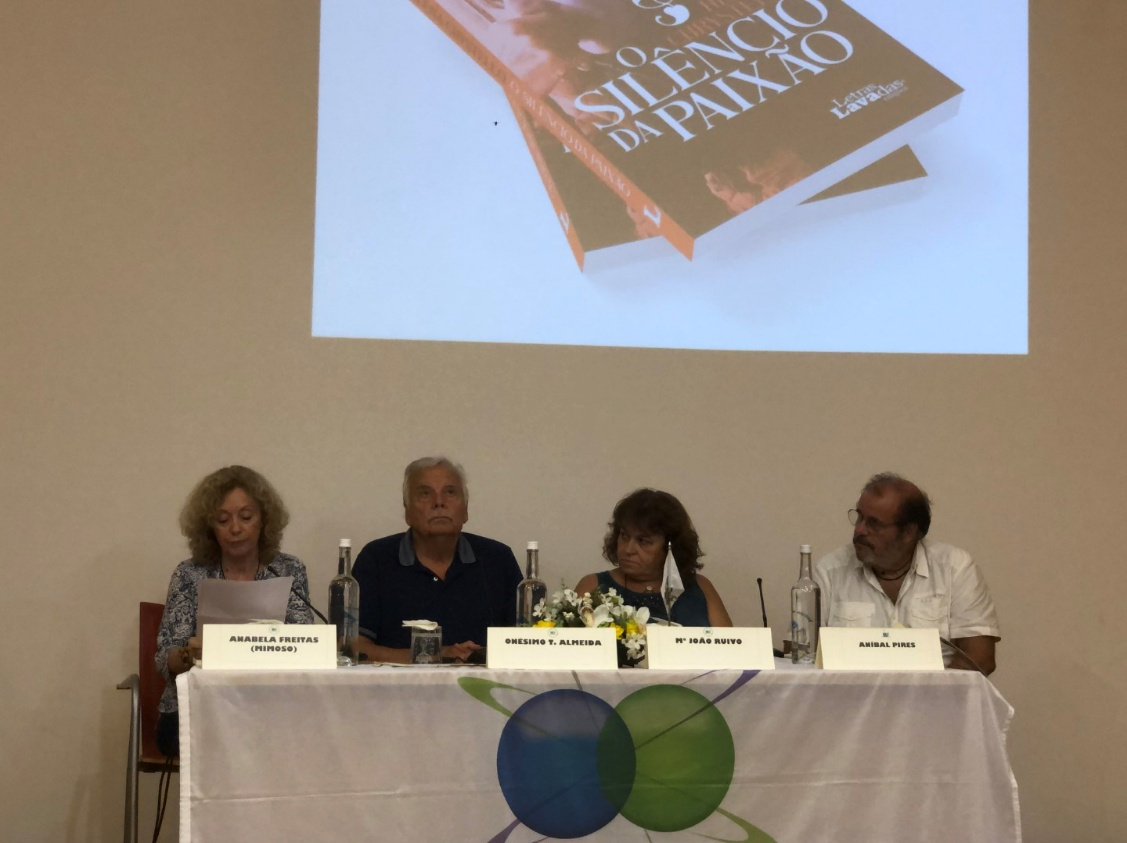 O
SILÊNCIO
DA PAIXÃO
Letras
Lavadas
ANABELA FREITAS
(MIMOSO)
ONÉSIMO T. ALMEIDA
Mª JOÃO RUIVO
ANÍBAL PIRES